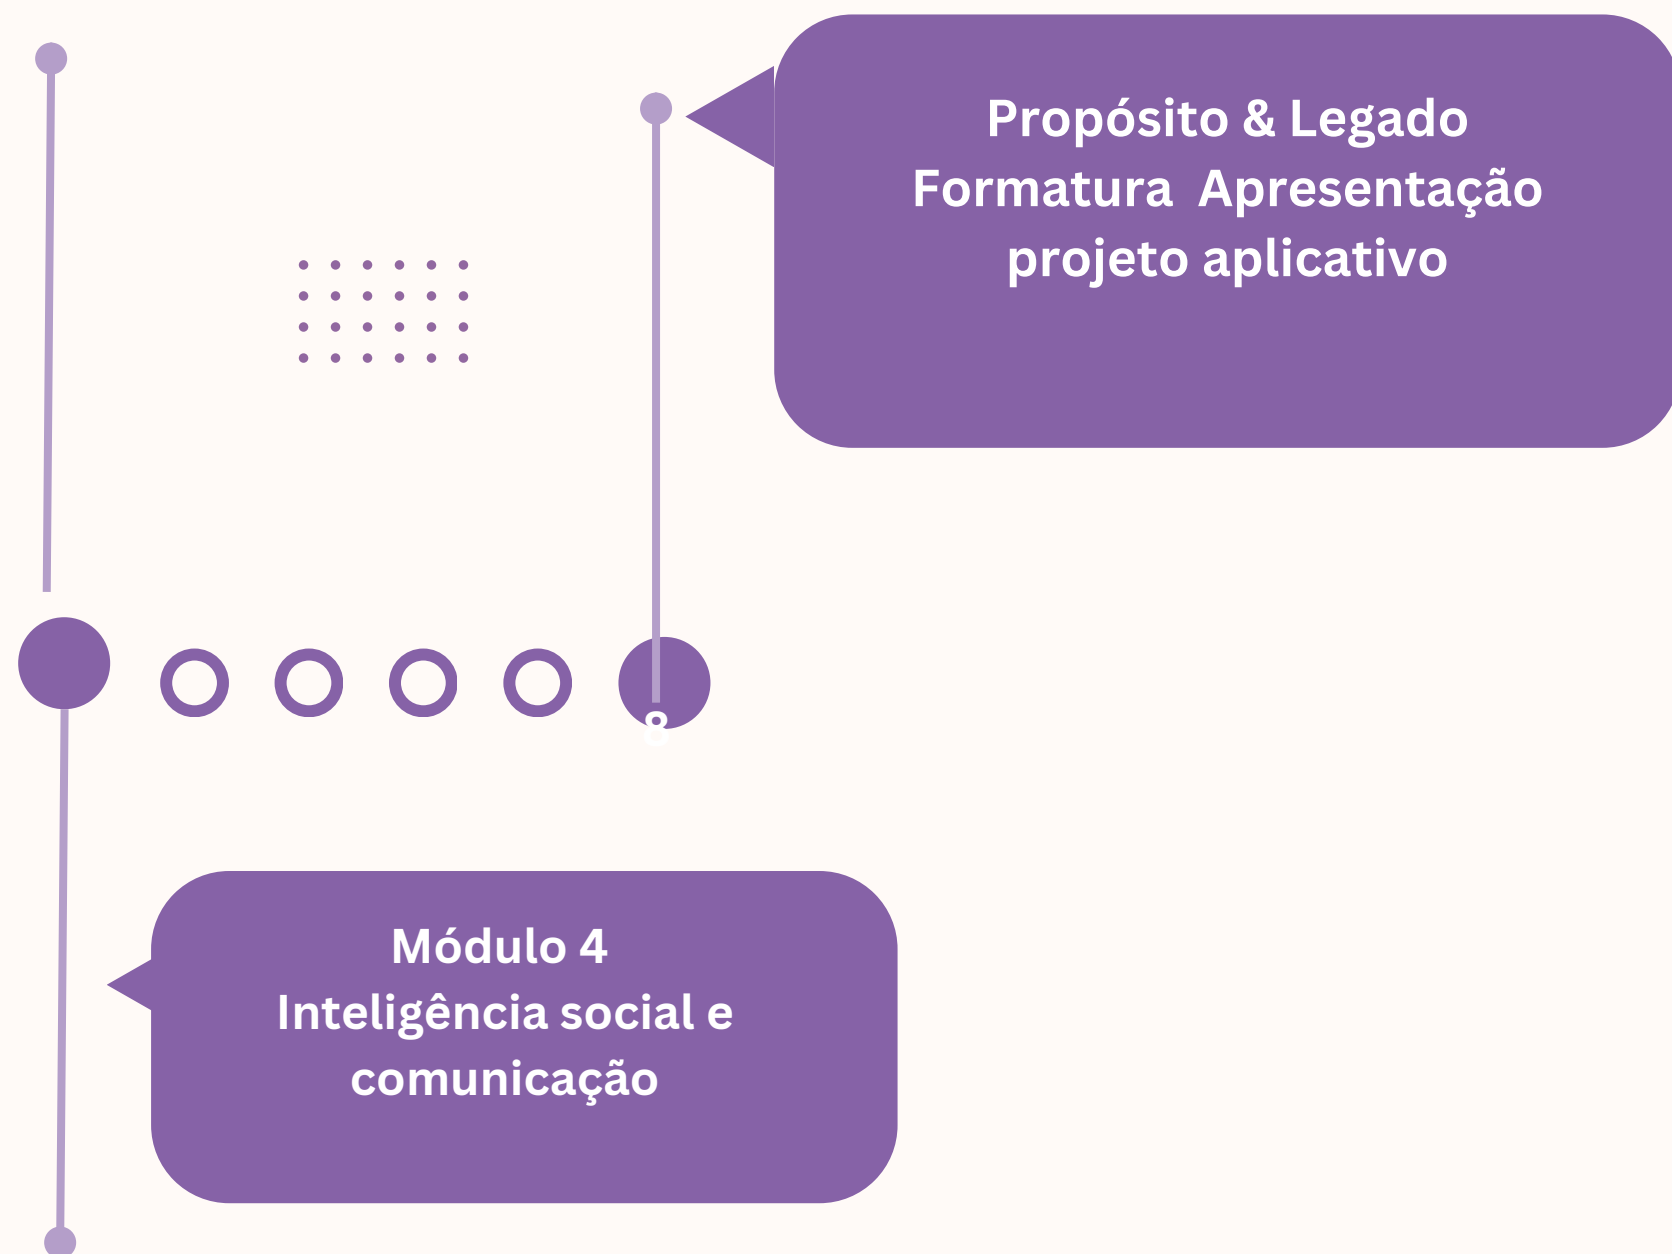 Propósito & Legado
Formatura  Apresentação
projeto aplicativo
8
Módulo 4
Inteligência social e
comunicação